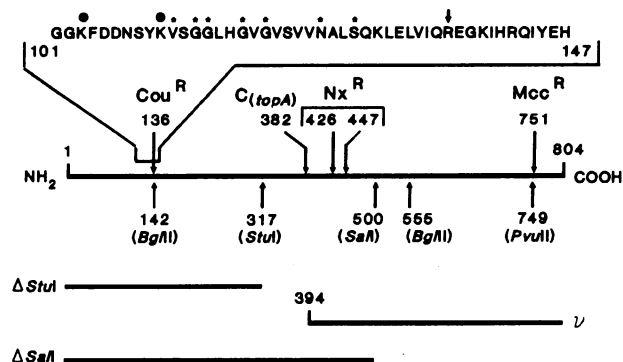 GGKFDDNSYKVSGGLHGVGVSVVNALSQKLELVIQREGKIHRQIYEH
101 147
Cou R C(topA) Nx R Mcc R
136 382 426 447 751
1 804
NH2 COOH
142 317 500 555 749
(BglII) (StuI) (SalI) (BglII) (PvuII)
ΔStuI
394
ν
ΔSalI